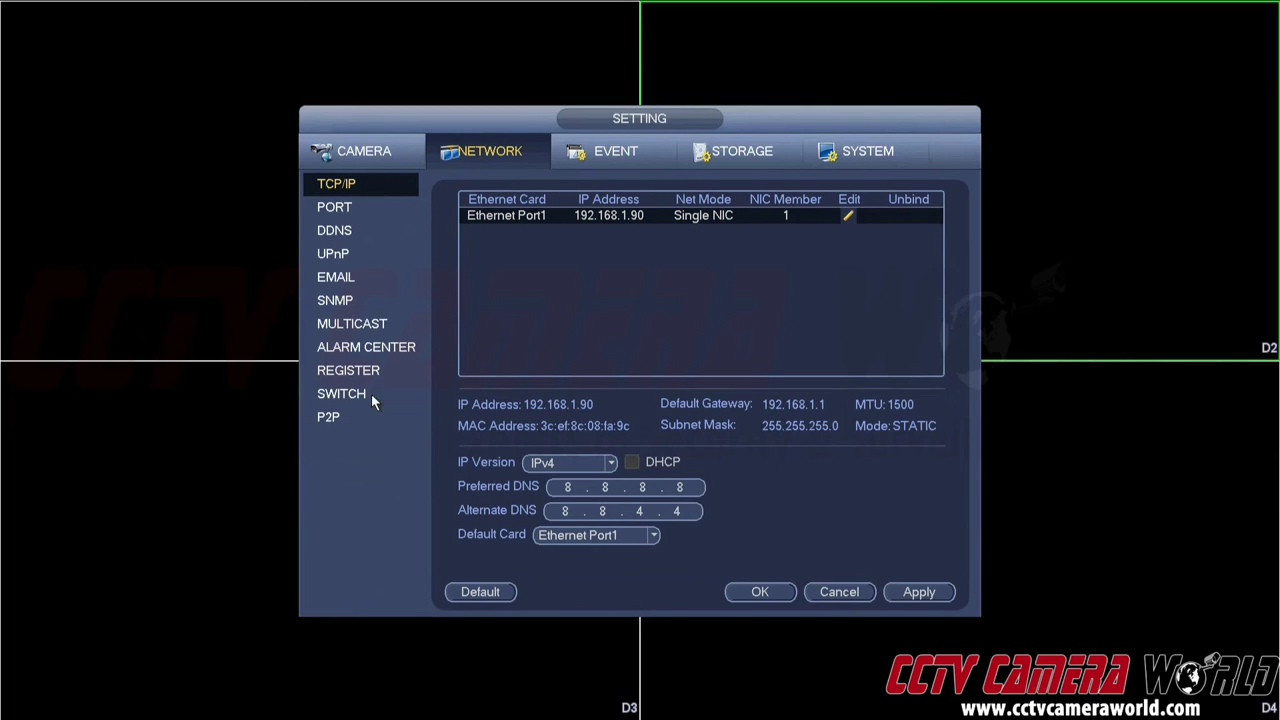 SETTING
CAMERA NETWORK EVENT STORAGE SYSTEM
TCP/IP
PORT
DDNS
UPnP
EMAIL
SNMP
MULTICAST
ALARM CENTER
REGISTER
SWITCH
P2P
Ethernet Card IP Address Net Mode NIC Member Edit Unbind
Ethernet Port1 192.168.1.90 Single NIC 1
IP Address: 192.168.1.90 Default Gateway: 192.168.1.1 MTU: 1500
MAC Address: 3c:ef:8c:08:fa:9c Subnet Mask: 255.255.255.0 Mode: STATIC
IP Version IPv4 DHCP
Preferred DNS 8 . 8 . 8 . 8
Alternate DNS 8 . 8 . 4 . 4
Default Card Ethernet Port1
Default OK Cancel Apply
D2
D3
D4
CCTV CAMERA WORLD
CCTV CAMERA WORLD
www.cctvcameraworld.com